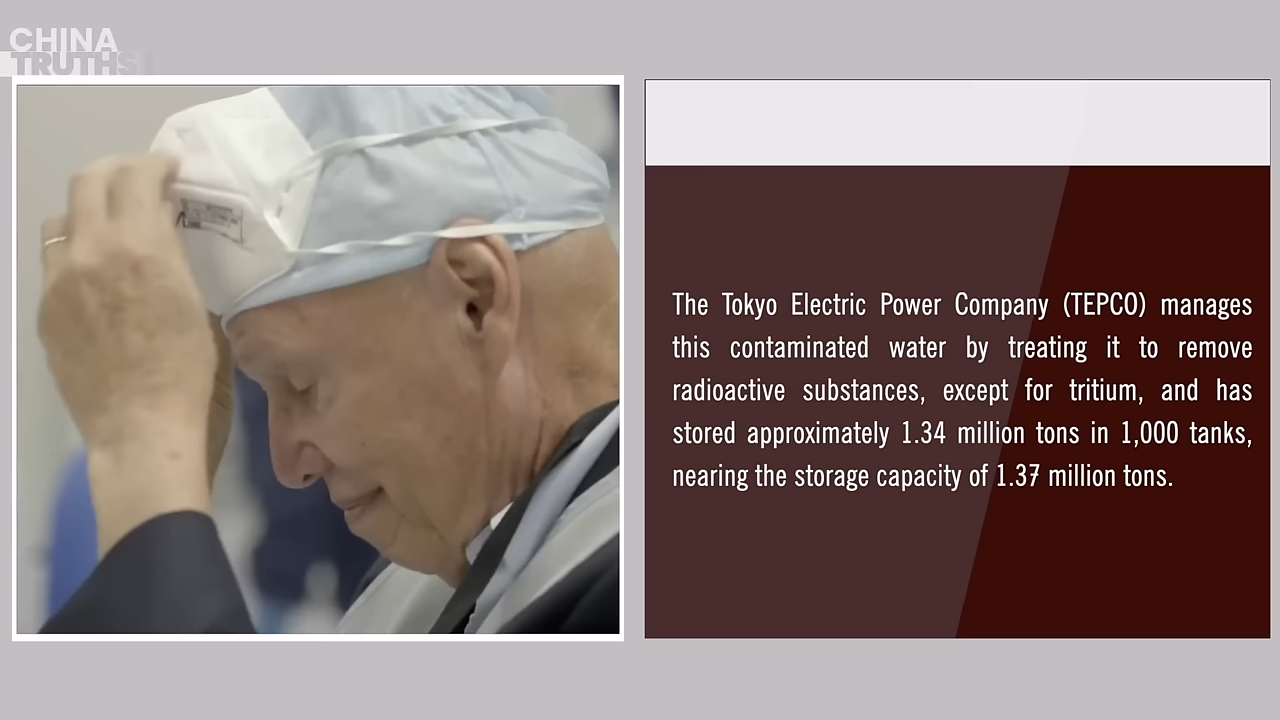 CHINA
TRUTHS
The Tokyo Electric Power Company (TEPCO) manages
this contaminated water by treating it to remove
radioactive substances, except for tritium, and has
stored approximately 1.34 million tons in 1,000 tanks,
nearing the storage capacity of 1.37 million tons.